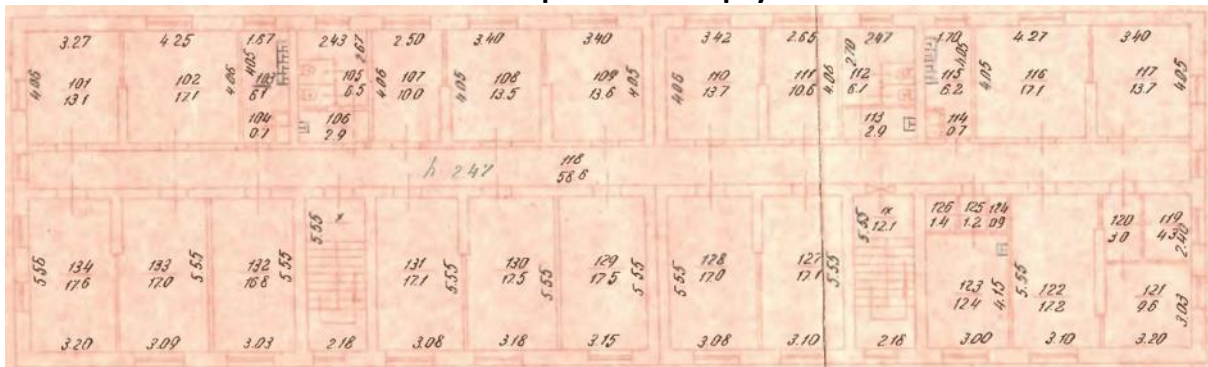 3.27 4.25 1.87 2.43 2.67 2.50 3.40 3.40 3.42 2.65 2.47 1.70 4.27 3.40
4.06 101 102 4.06 4.05 103 105 4.06 107 4.05 108 109 4.05 4.06 110 111 4.06 2.70 112 115 4.05 4.05 116 117 4.05
13.1 17.1 6.1 6.5 10.0 13.5 13.6 13.7 10.6 6.1 6.2 17.1 13.7
104 106 113 114
0.7 2.9 2.9 0.7
h 2.47 118
58.6
5.55 x 5.55 IX 126 125 124 120 119
12.1 1.4 1.2 0.9 3.0 4.3 2.40
5.55 134 133 5.55 132 5.55 131 5.55 130 5.55 129 5.55 5.55 128 127 5.55 123 4.15 5.55 122 121 3.03
17.6 17.0 16.8 17.1 17.5 17.5 17.0 17.1 12.4 17.2 9.6
3.20 3.09 3.03 2.18 3.08 3.18 3.15 3.08 3.10 2.18 3.00 3.10 3.20